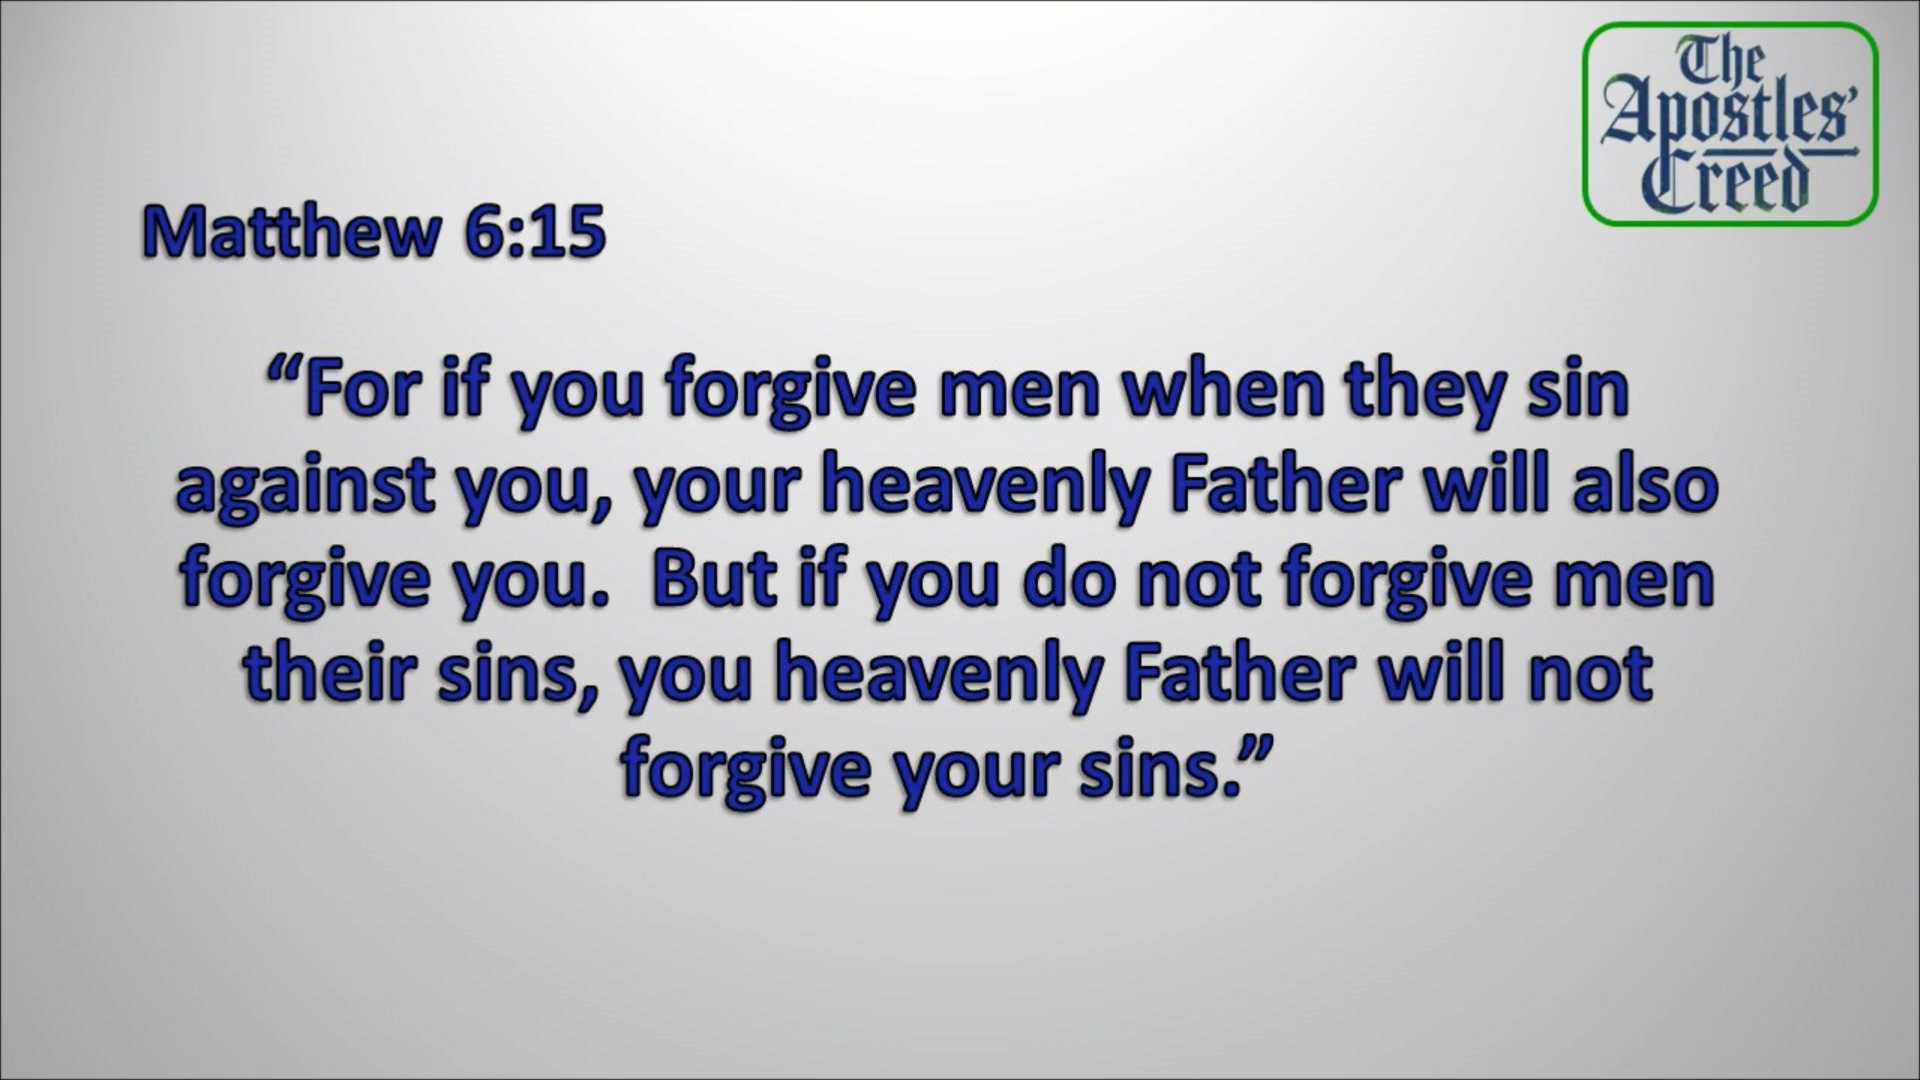 The
Apostles'
Creed
Matthew 6:15
“For if you forgive men when they sin
against you, your heavenly Father will also
forgive you.  But if you do not forgive men
their sins, you heavenly Father will not
forgive your sins.”